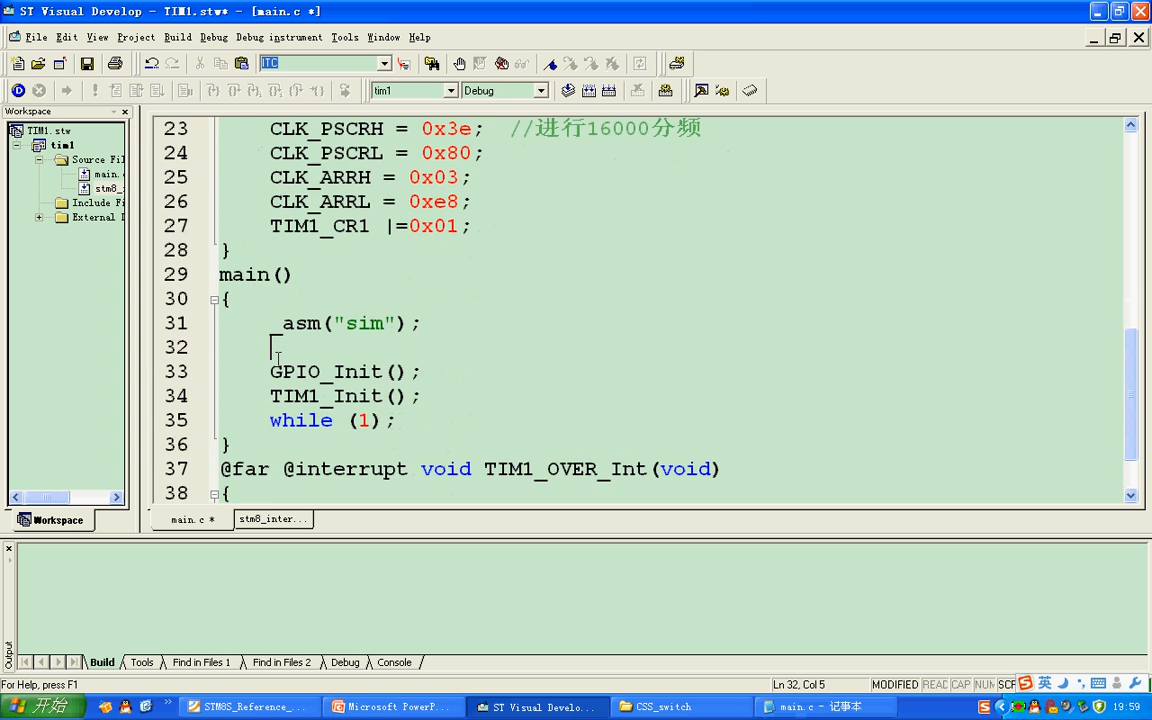 ST Visual Develop - TIM1.stw* - [main.c *]
File Edit View Project Build Debug Debug instrument Tools Window Help
ITC
tim1 Debug
Workspace
TIM1.stw
tim1
Source Fil
main.
stm8_i
Include Fi
External D
Workspace
23 CLK_PSCRH = 0x3e; //进行16000分频
24 CLK_PSCRL = 0x80;
25 CLK_ARRH = 0x03;
26 CLK_ARRL = 0xe8;
27 TIM1_CR1 |=0x01;
28 }
29 main()
30 {
31 _asm("sim");
32
33 GPIO_Init();
34 TIM1_Init();
35 while (1);
36 }
37 @far @interrupt void TIM1_OVER_Int(void)
38 {
main.c * stm8_inter...
Output
Build Tools Find in Files 1 Find in Files 2 Debug Console
For Help, press F1 Ln 32, Col 5 MODIFIED READ CAP NUM SCF 英
开始 STM8S_Reference_... Microsoft PowerP... ST Visual Develo... CSS_switch main.c - 记事本 19:59